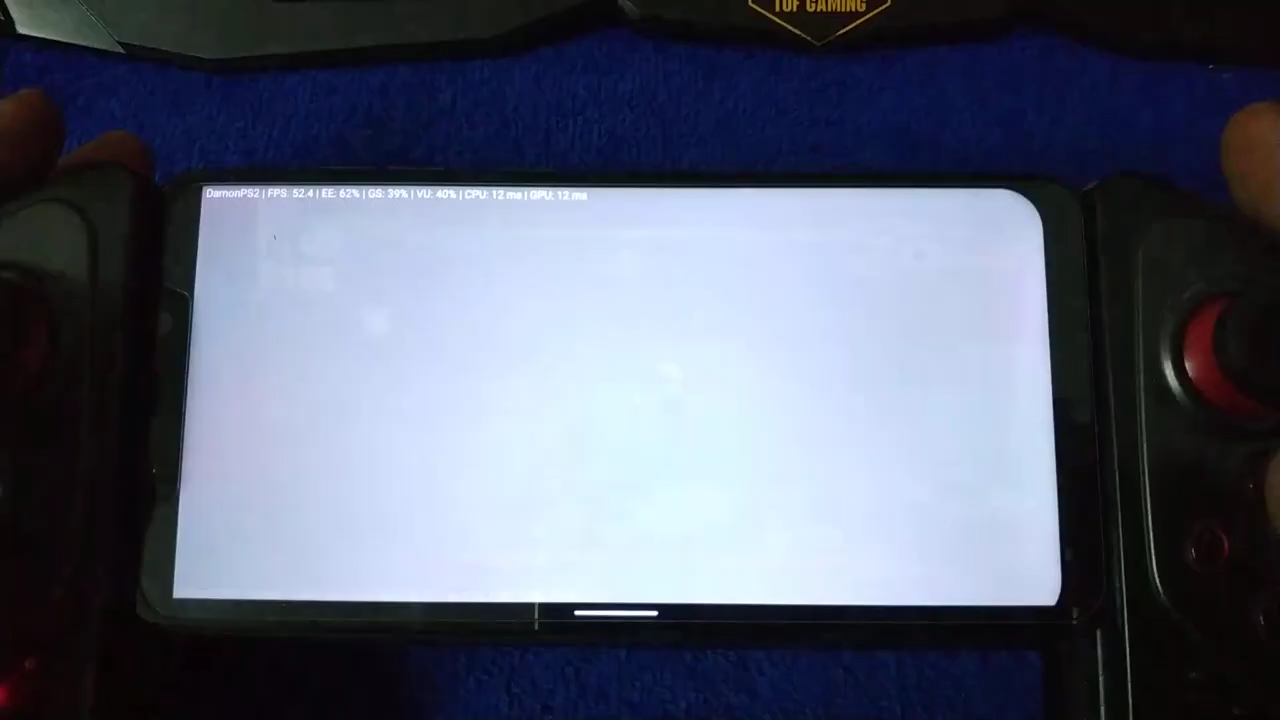 TUF GAMING
DamonPS2 | FPS: 52.4 | EE: 62% | GS: 39% | VU: 40% | CPU: 12 ms | GPU: 12 ms